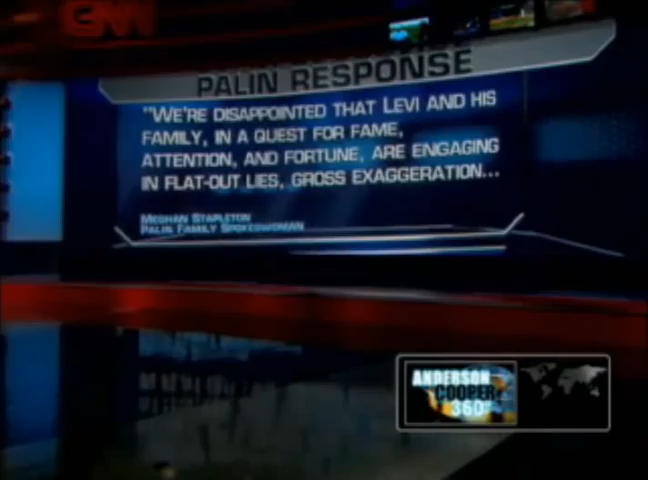 CNN
PALIN RESPONSE
"WE'RE DISAPPOINTED THAT LEVI AND HIS
FAMILY, IN A QUEST FOR FAME,
ATTENTION, AND FORTUNE, ARE ENGAGING
IN FLAT-OUT LIES, GROSS EXAGGERATION...
MEGHAN STAPLETON
PALIN FAMILY SPOKESWOMAN
ANDERSON
COOPER
360°